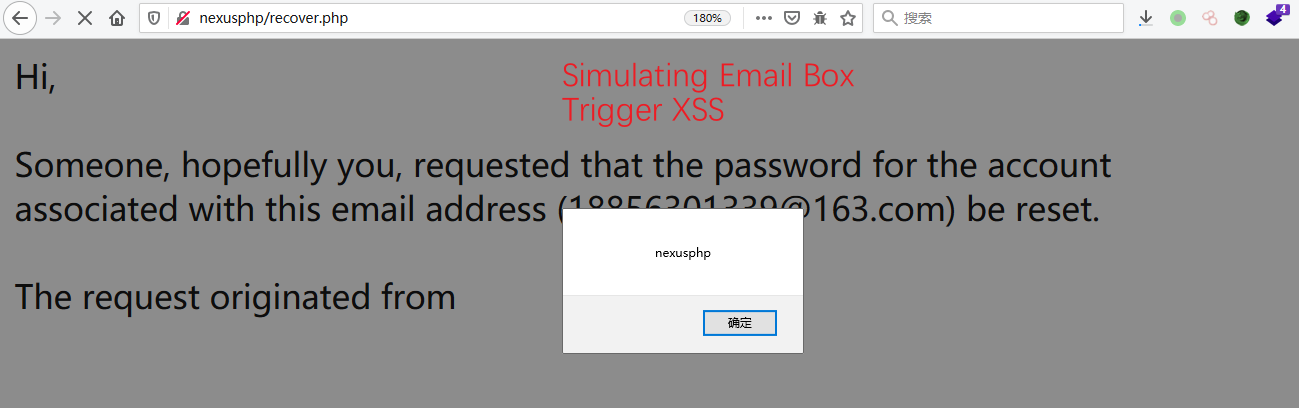 nexusphp/recover.php
180%
搜索
4
Hi,
Simulating Email Box
Trigger XSS
Someone, hopefully you, requested that the password for the account
associated with this email address (18856301339@163.com) be reset.
nexusphp
The request originated from
确定